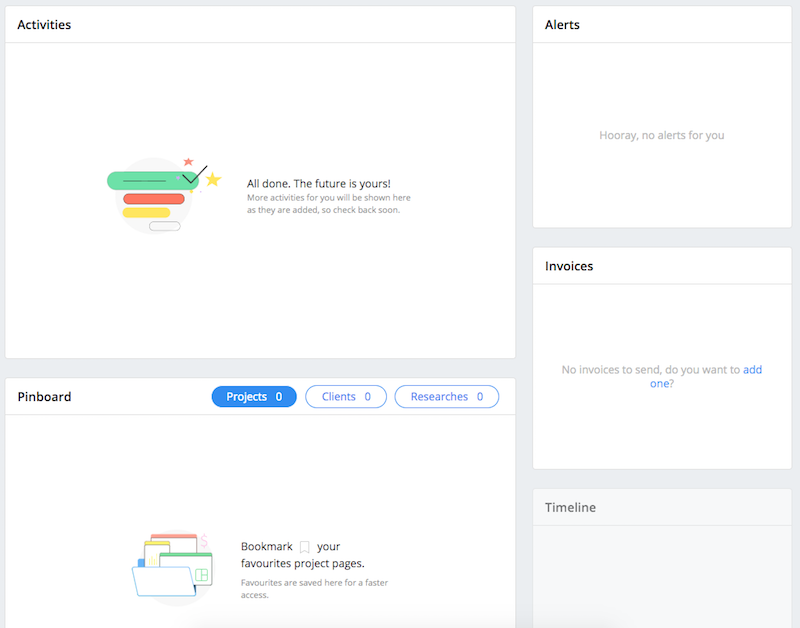 Activities
All done. The future is yours!
More activities for you will be shown here
as they are added, so check back soon.
Pinboard
Projects 0
Clients 0
Researches 0
Bookmark your
favourites project pages.
Favourites are saved here for a faster
access.
Alerts
Hooray, no alerts for you
Invoices
No invoices to send, do you want to add
one?
Timeline